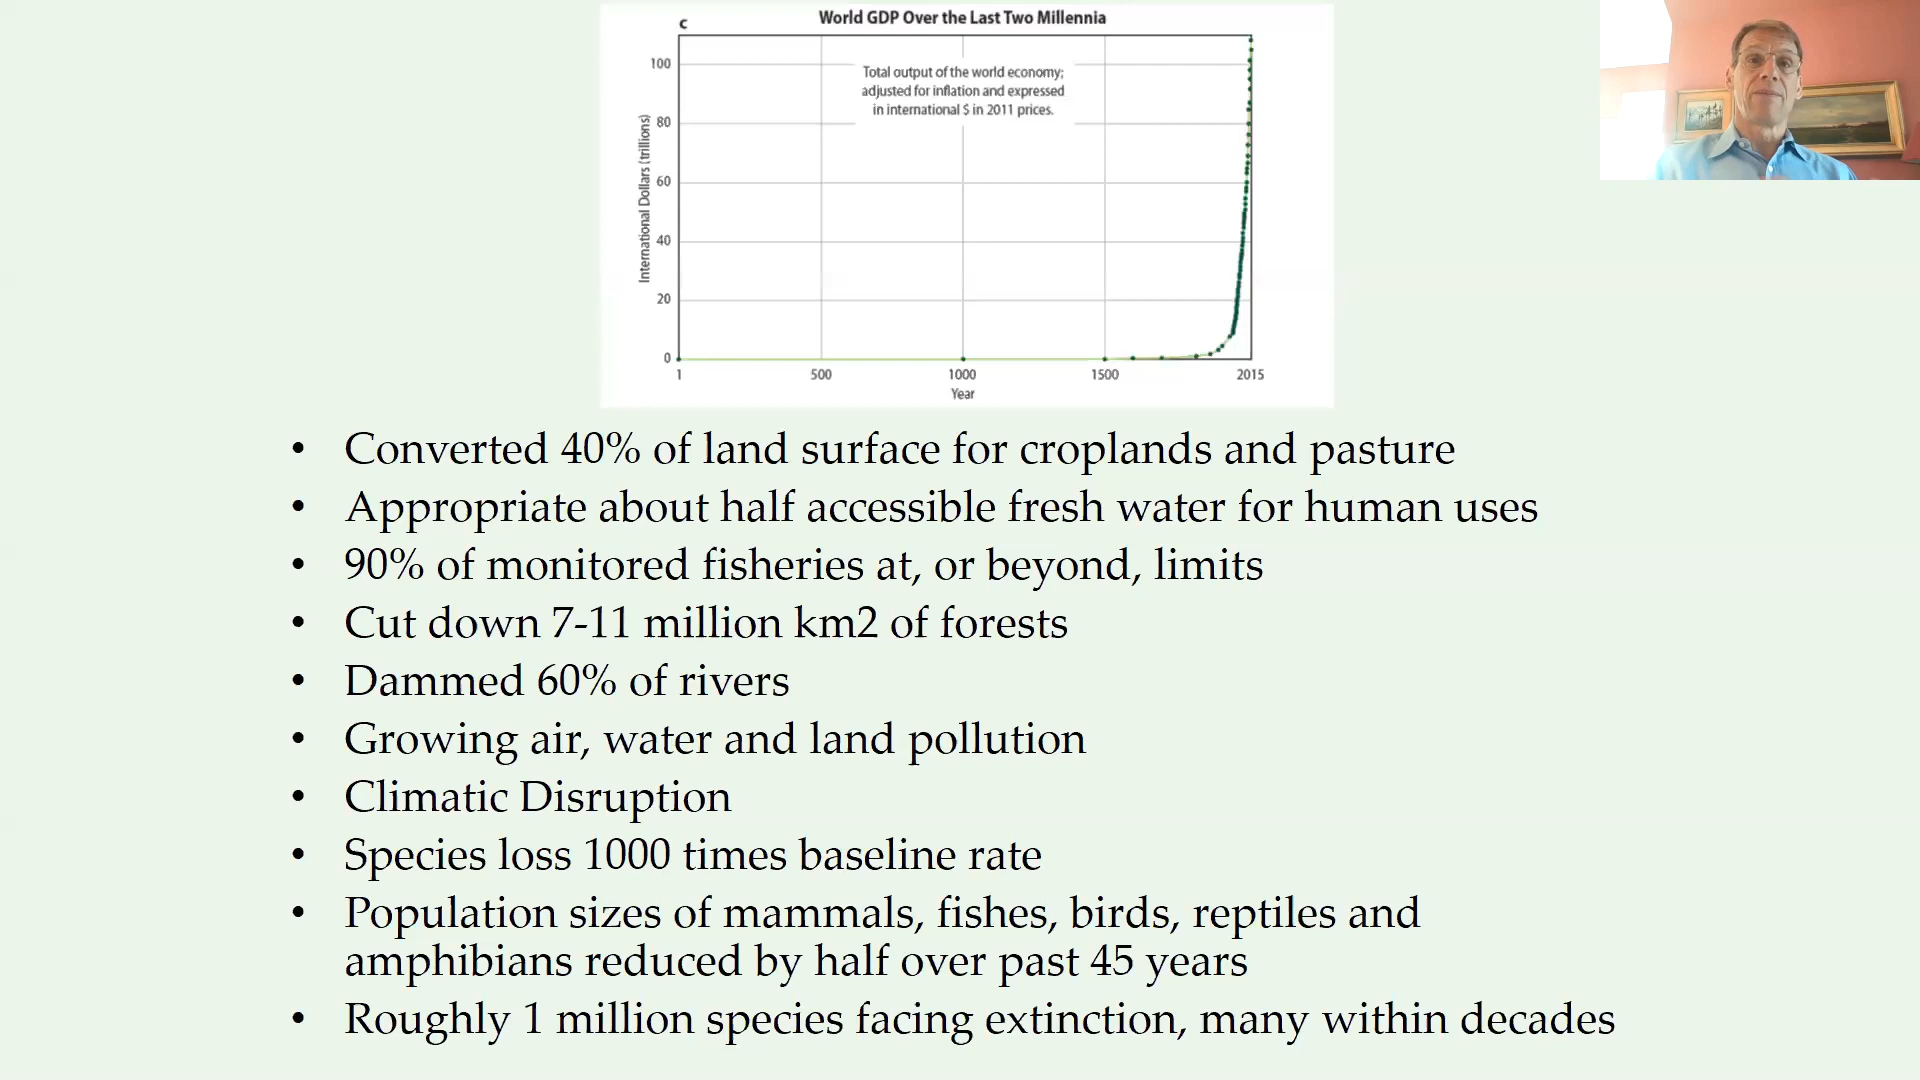 c
World GDP Over the Last Two Millennia
Total output of the world economy;
adjusted for inflation and expressed
in international $ in 2011 prices.
International Dollars (trillions)
100
80
60
40
20
0
1
500
1000
1500
2015
Year
• Converted 40% of land surface for croplands and pasture
• Appropriate about half accessible fresh water for human uses
• 90% of monitored fisheries at, or beyond, limits
• Cut down 7-11 million km2 of forests
• Dammed 60% of rivers
• Growing air, water and land pollution
• Climatic Disruption
• Species loss 1000 times baseline rate
• Population sizes of mammals, fishes, birds, reptiles and
amphibians reduced by half over past 45 years
• Roughly 1 million species facing extinction, many within decades